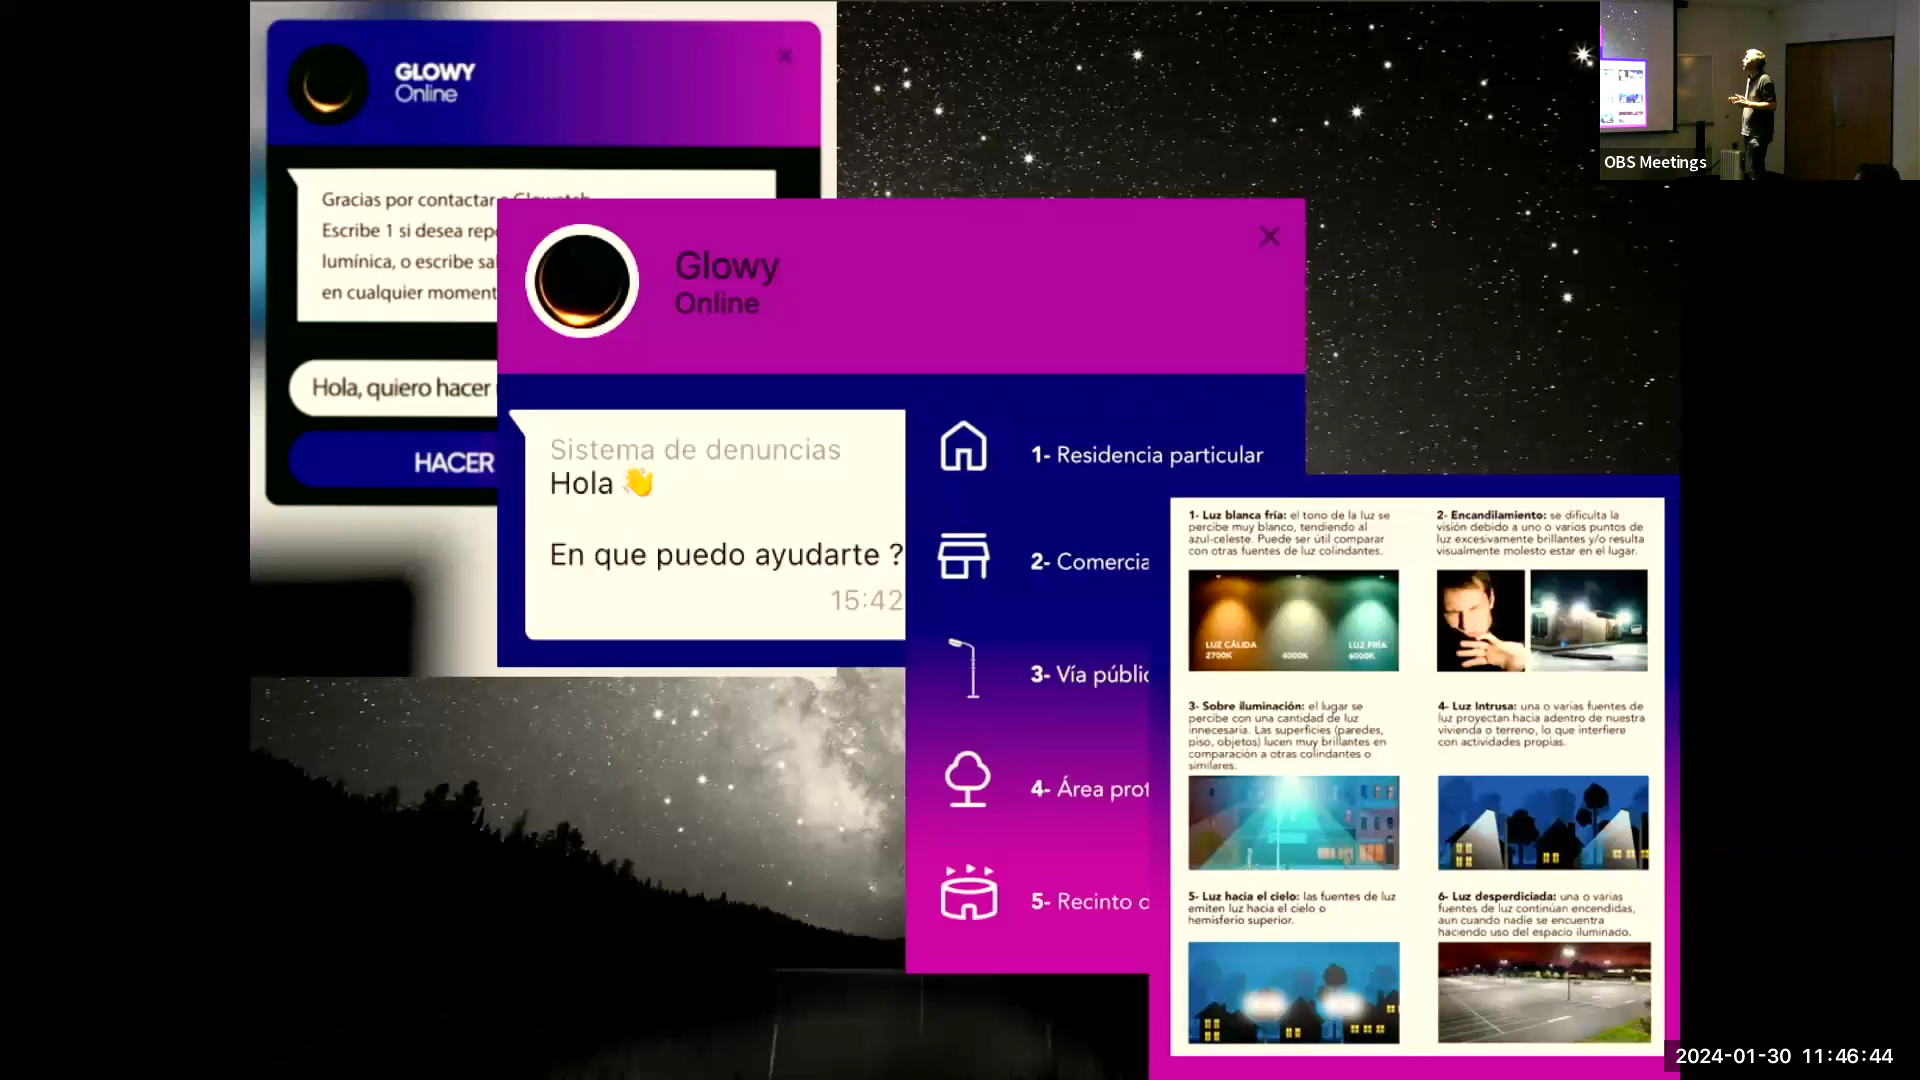 GLOWY
Online
Gracias por contactar a Glowatch
Escribe 1 si desea rep
lumínica, o escribe sal
en cualquier moment
Hola, quiero hacer
HACER
Glowy
Online
Sistema de denuncias
Hola 👋
En que puedo ayudarte ?
15:42
1- Residencia particular
2- Comercia
3- Vía públic
4- Área prot
5- Recinto d
1- Luz blanca fría: el tono de la luz se
percibe muy blanco, tendiendo al
azul-celeste. Puede ser útil comparar
con otras fuentes de luz colindantes.
LUZ CÁLIDA
2700K
4000K
LUZ FRÍA
6000K
2- Encandilamiento: se dificulta la
visión debido a uno o varios puntos de
luz excesivamente brillantes y/o resulta
visualmente molesto estar en el lugar.
3- Sobre iluminación: el lugar se
percibe con una cantidad de luz
innecesaria. Las superficies (paredes,
piso, objetos) lucen muy brillantes en
comparación a otras colindantes o
similares.
4- Luz Intrusa: una o varias fuentes de
luz proyectan hacia adentro de nuestra
vivienda o terreno, lo que interfiere
con actividades propias.
5- Luz hacia el cielo: las fuentes de luz
emiten luz hacia el cielo o
hemisferio superior.
6- Luz desperdiciada: una o varias
fuentes de luz continúan encendidas,
aun cuando nadie se encuentra
haciendo uso del espacio iluminado.
OBS Meetings
2024-01-30 11:46:44